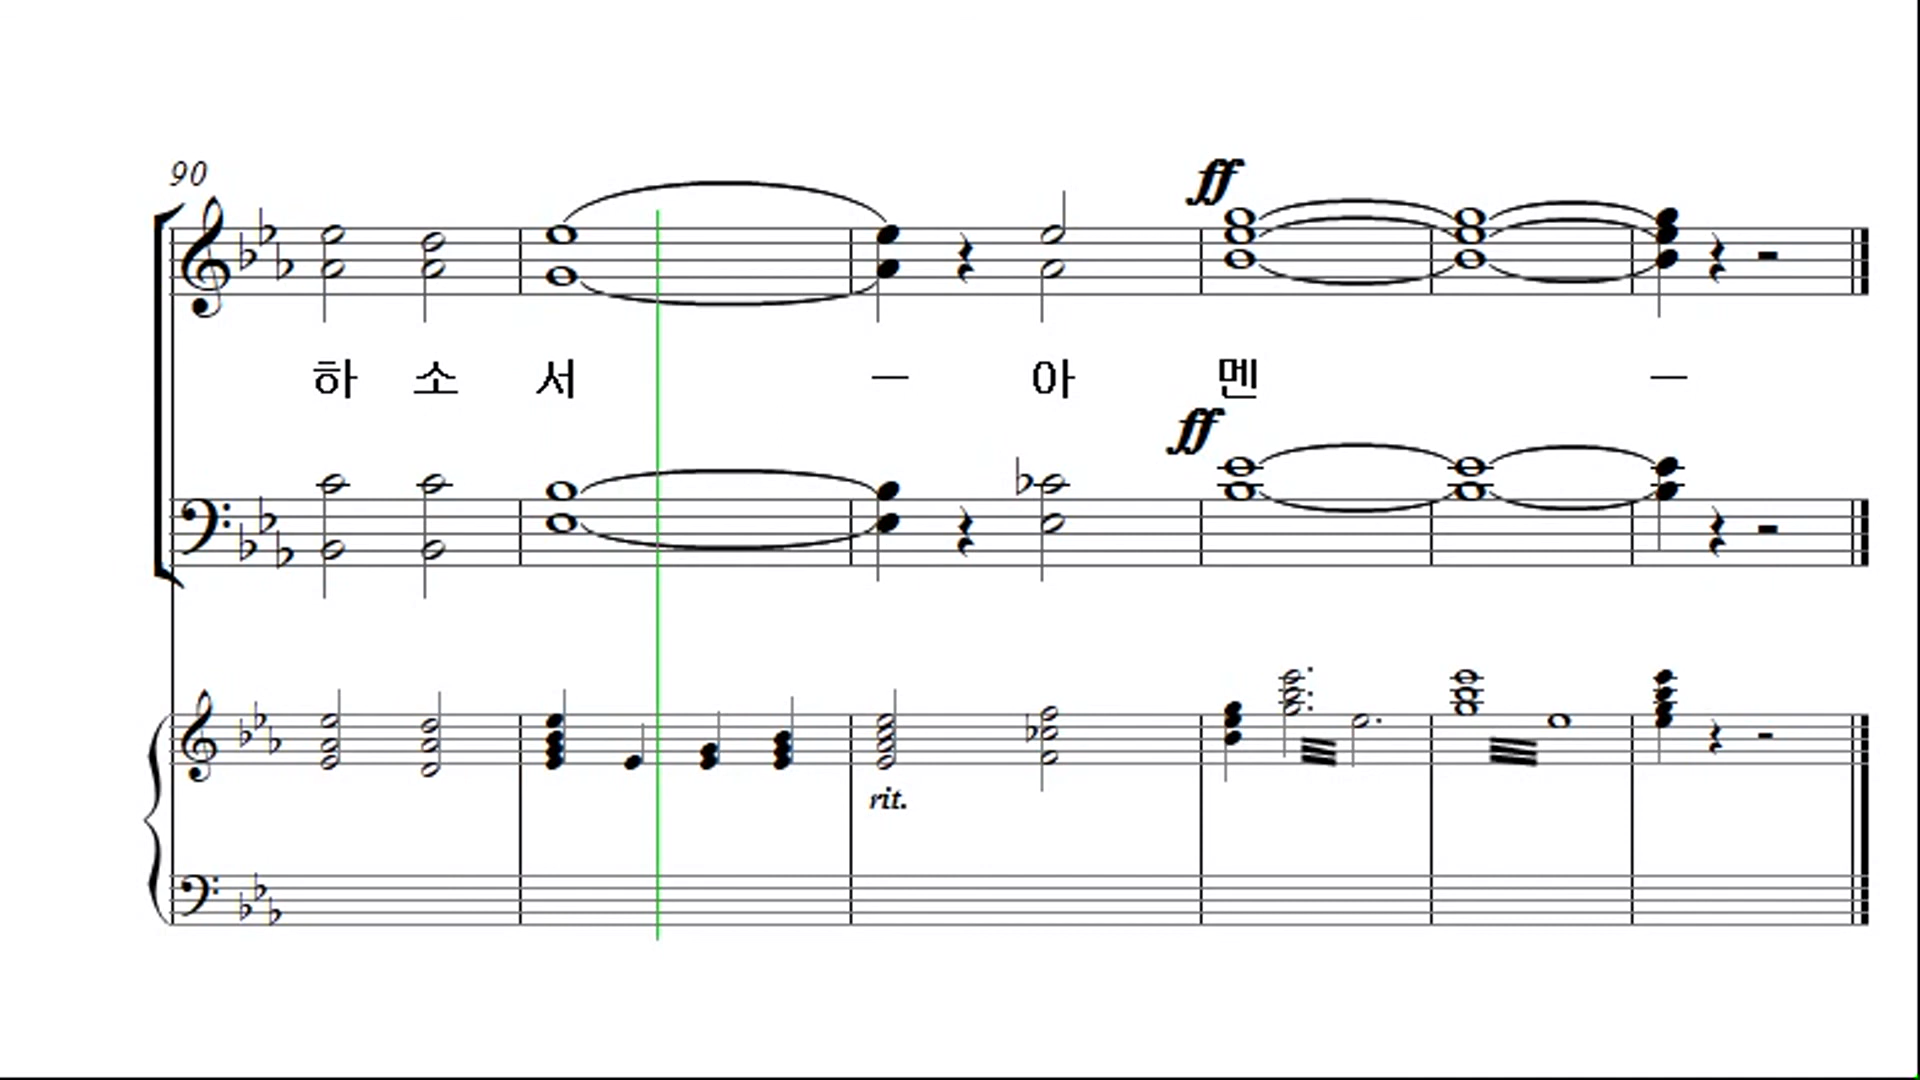 90
ff
하 소 서 – 아 멘 –
ff
rit.